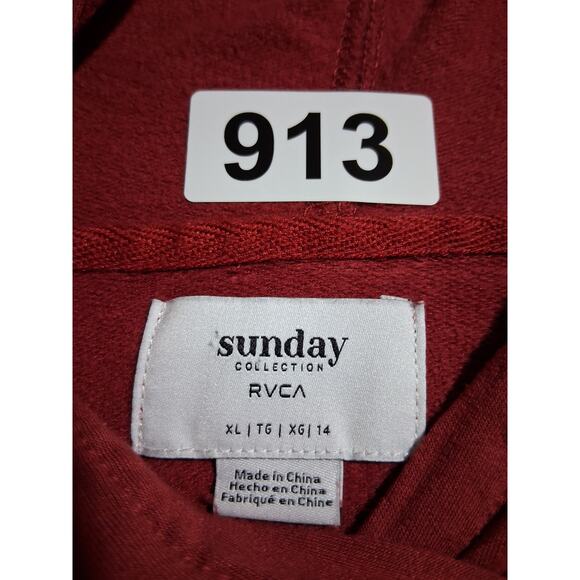 913
sunday
COLLECTION
RVCA
XL | TG | XG | 14
Made in China
Hecho en China
Fabriqué en Chine